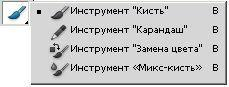 Инструмент "Кисть" B
Инструмент "Карандаш" B
Инструмент "Замена цвета" B
Инструмент «Микс-кисть» B